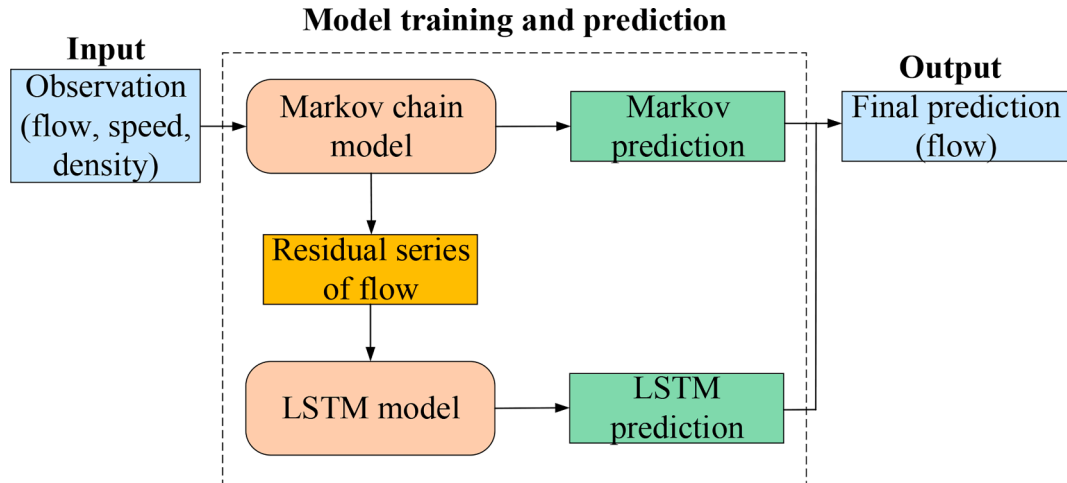 Model training and prediction
Input
Observation
(flow, speed,
density)
Markov chain
model
Markov
prediction
Output
Final prediction
(flow)
Residual series
of flow
LSTM model
LSTM
prediction